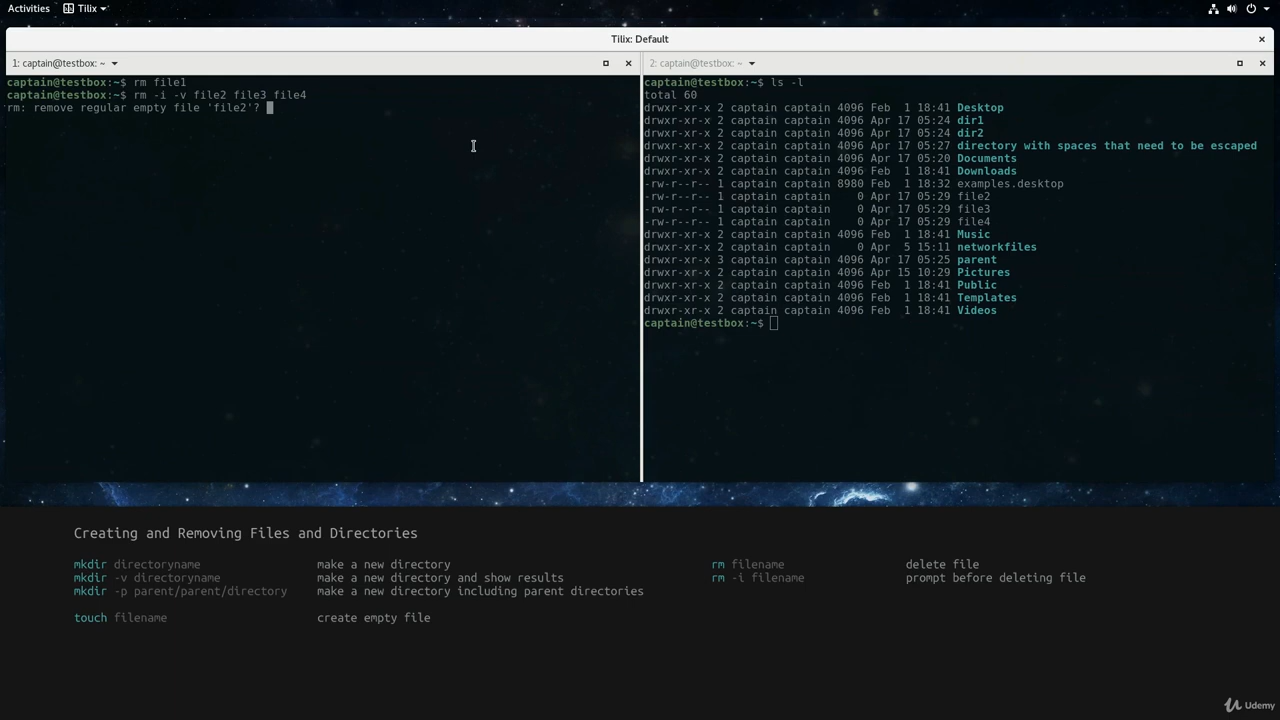 Activities Tilix
Tilix: Default
1: captain@testbox: ~
captain@testbox:~$ rm file1
captain@testbox:~$ rm -i -v file2 file3 file4
rm: remove regular empty file 'file2'?
2: captain@testbox: ~
captain@testbox:~$ ls -l
total 60
drwxr-xr-x 2 captain captain 4096 Feb  1 18:41 Desktop
drwxr-xr-x 2 captain captain 4096 Apr 17 05:24 dir1
drwxr-xr-x 2 captain captain 4096 Apr 17 05:24 dir2
drwxr-xr-x 2 captain captain 4096 Apr 17 05:27 directory with spaces that need to be escaped
drwxr-xr-x 2 captain captain 4096 Apr 17 05:20 Documents
drwxr-xr-x 2 captain captain 4096 Feb  1 18:41 Downloads
-rw-r--r-- 1 captain captain 8980 Feb  1 18:32 examples.desktop
-rw-r--r-- 1 captain captain    0 Apr 17 05:29 file2
-rw-r--r-- 1 captain captain    0 Apr 17 05:29 file3
-rw-r--r-- 1 captain captain    0 Apr 17 05:29 file4
drwxr-xr-x 2 captain captain 4096 Feb  1 18:41 Music
drwxr-xr-x 2 captain captain    0 Apr  5 15:11 networkfiles
drwxr-xr-x 3 captain captain 4096 Apr 17 05:25 parent
drwxr-xr-x 2 captain captain 4096 Apr 15 10:29 Pictures
drwxr-xr-x 2 captain captain 4096 Feb  1 18:41 Public
drwxr-xr-x 2 captain captain 4096 Feb  1 18:41 Templates
drwxr-xr-x 2 captain captain 4096 Feb  1 18:41 Videos
captain@testbox:~$
Creating and Removing Files and Directories
mkdir directoryname make a new directory
mkdir -v directoryname make a new directory and show results
mkdir -p parent/parent/directory make a new directory including parent directories
touch filename create empty file
rm filename delete file
rm -i filename prompt before deleting file
Udemy